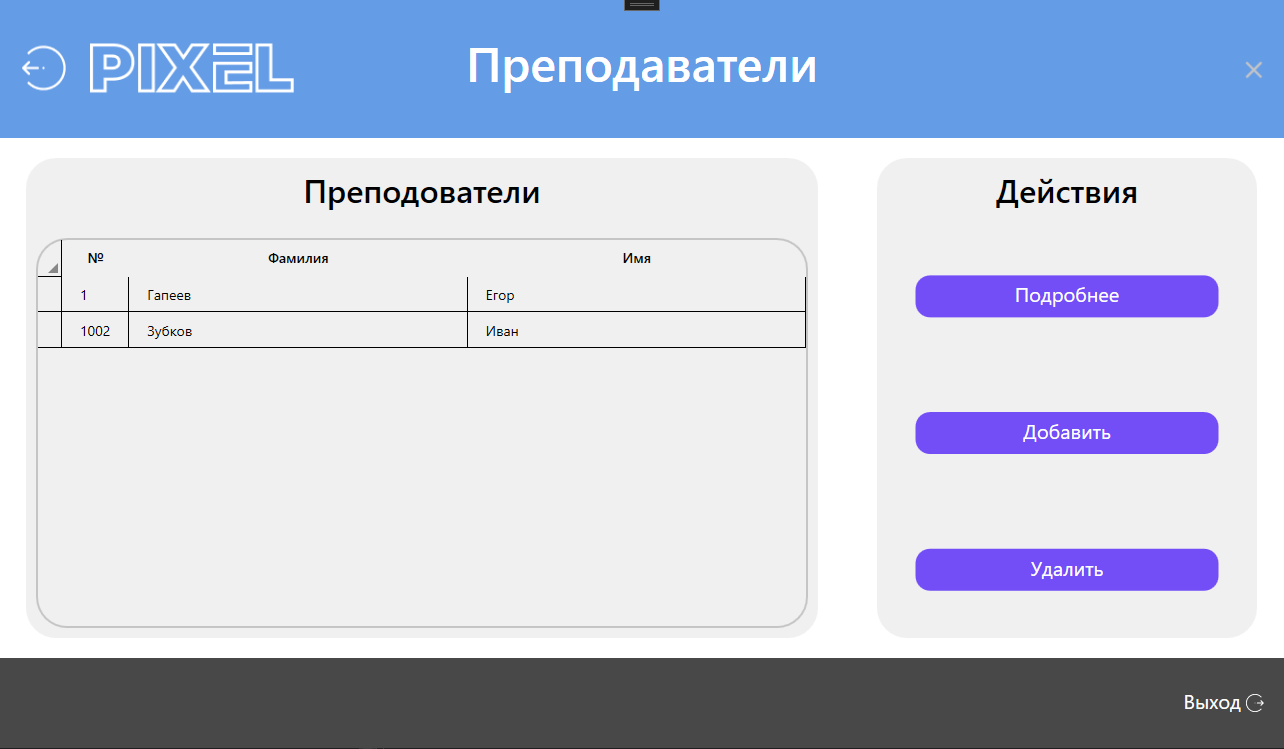 PIXEL
Преподаватели
Преподователи
№ Фамилия Имя
1 Гапеев Егор
1002 Зубков Иван
Действия
Подробнее
Добавить
Удалить
Выход